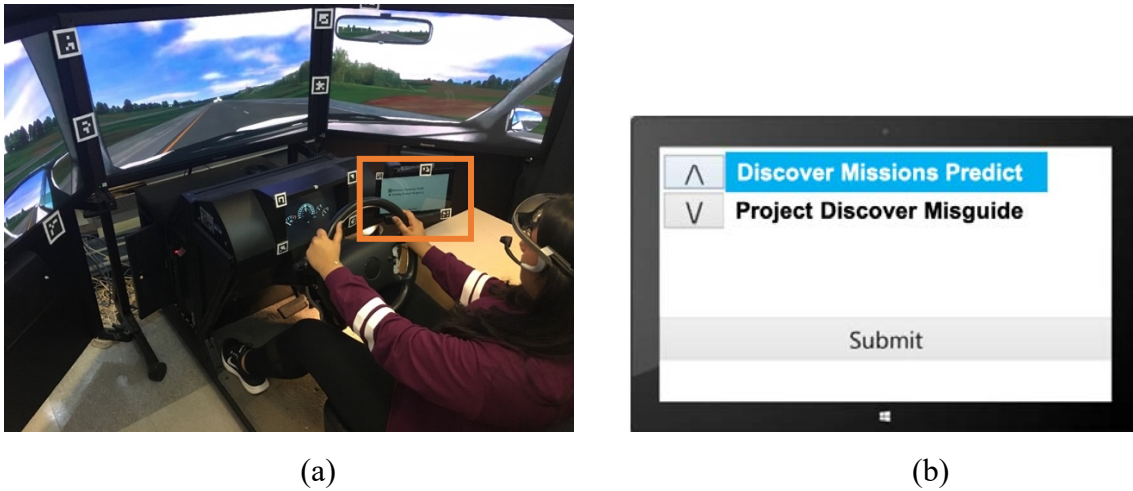 Discover Missions Predict
Project Discover Misguide
Submit
(a)
(b)